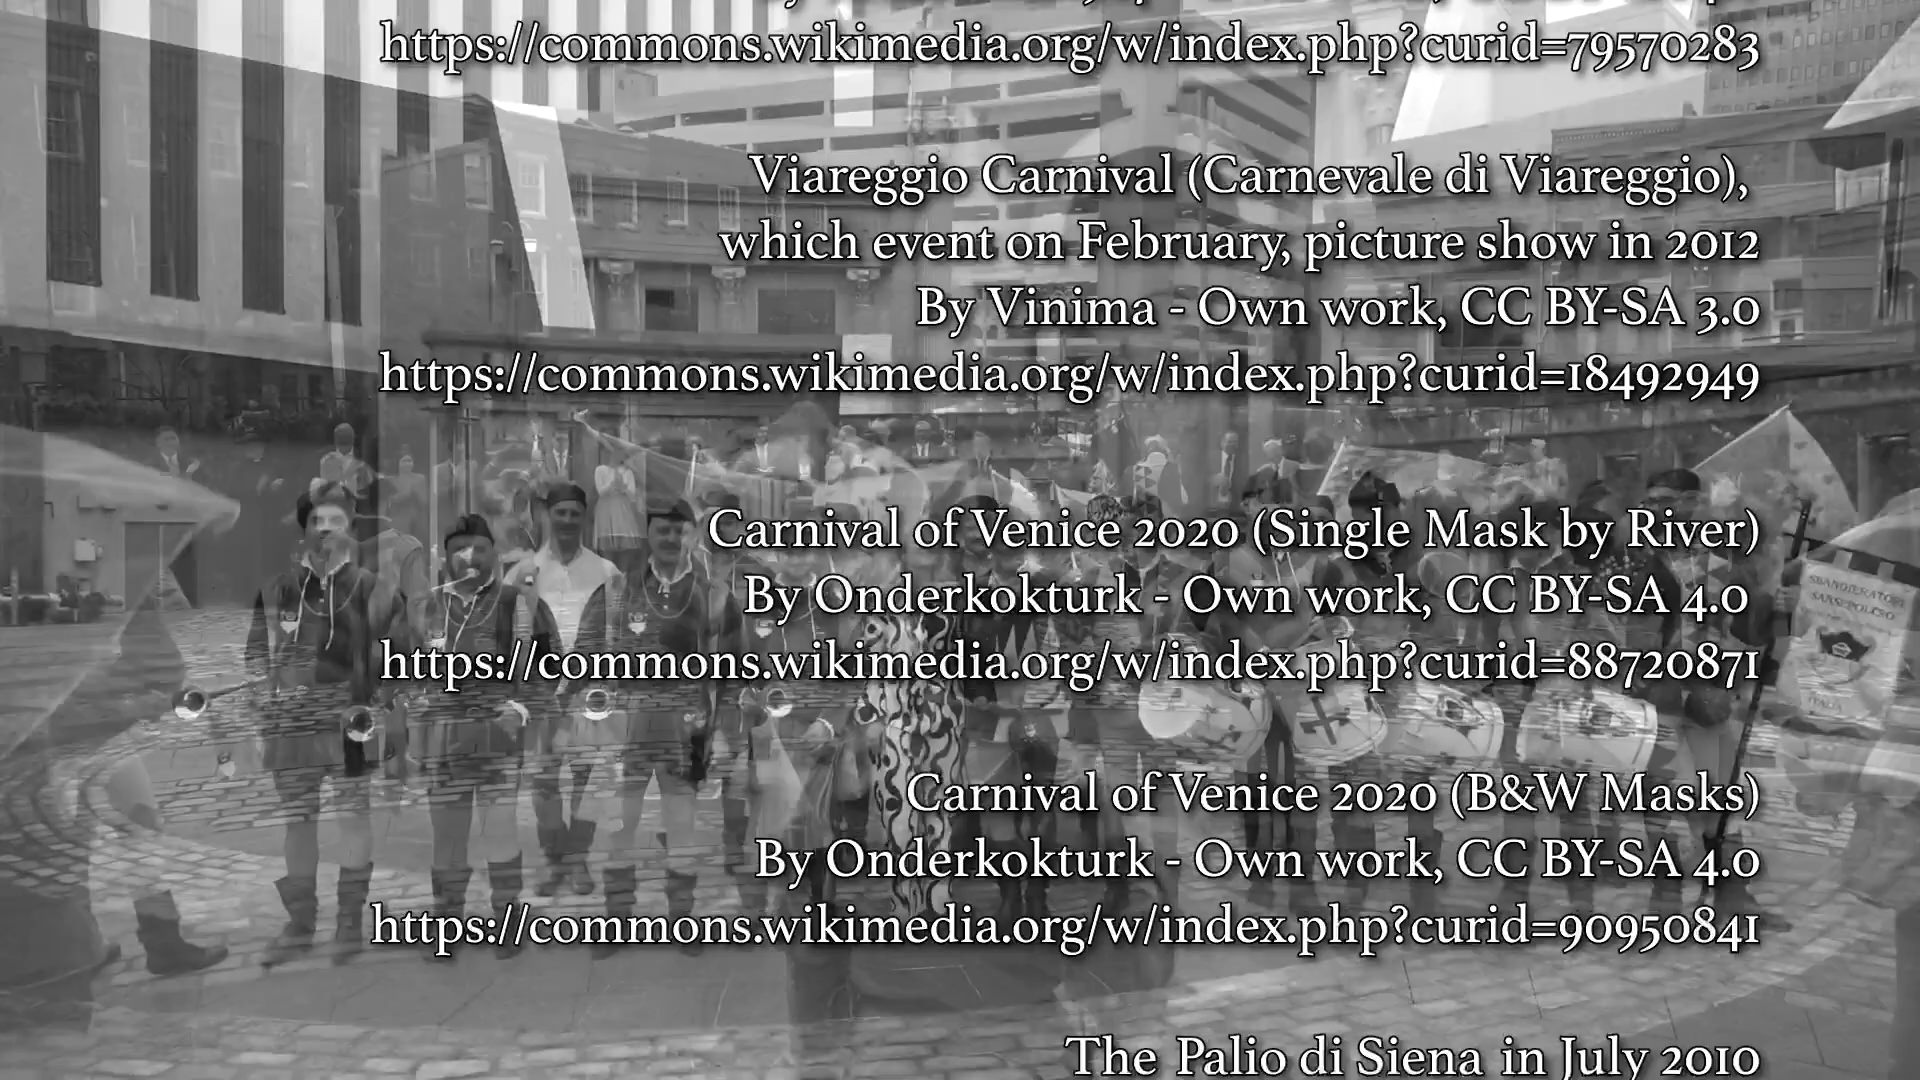 https://commons.wikimedia.org/w/index.php?curid=79570283
Viareggio Carnival (Carnevale di Viareggio),
which event on February, picture show in 2012
By Vinima - Own work, CC BY-SA 3.0
https://commons.wikimedia.org/w/index.php?curid=18492949
Carnival of Venice 2020 (Single Mask by River)
By Onderkokturk - Own work, CC BY-SA 4.0
https://commons.wikimedia.org/w/index.php?curid=88720871
SBANDIERATORI
SANSEPOLCRO
ITALIA
Carnival of Venice 2020 (B&W Masks)
By Onderkokturk - Own work, CC BY-SA 4.0
https://commons.wikimedia.org/w/index.php?curid=90950841
The Palio di Siena in July 2010